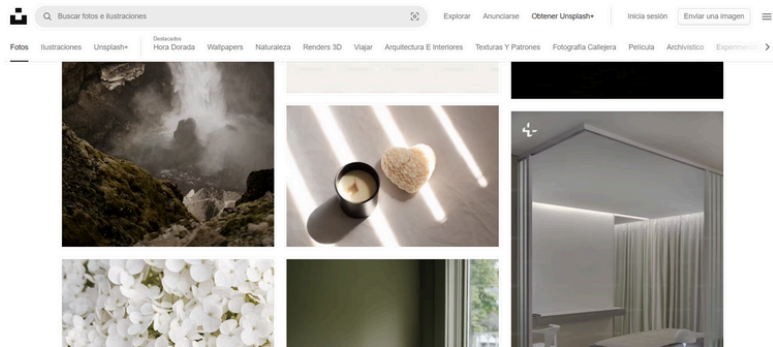 Buscar fotos e ilustraciones
Explorar
Anunciarse
Obtener Unsplash+
Inicia sesión
Enviar una imagen
Fotos
Ilustraciones
Unsplash+
Destacados
Hora Dorada
Wallpapers
Naturaleza
Renders 3D
Viajar
Arquitectura E Interiores
Texturas Y Patrones
Fotografía Callejera
Película
Archivístico